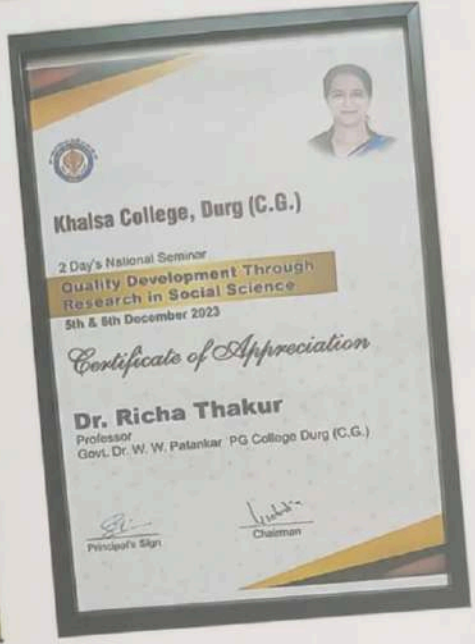 Khalsa College, Durg (C.G.)
2 Day's National Seminar
Quality Development Through
Research in Social Science
5th & 6th December 2023
Certificate of Appreciation
Dr. Richa Thakur
Professor
Govt. Dr. W. W. Patankar PG College Durg (C.G.)
Principal's Sign
Chairman